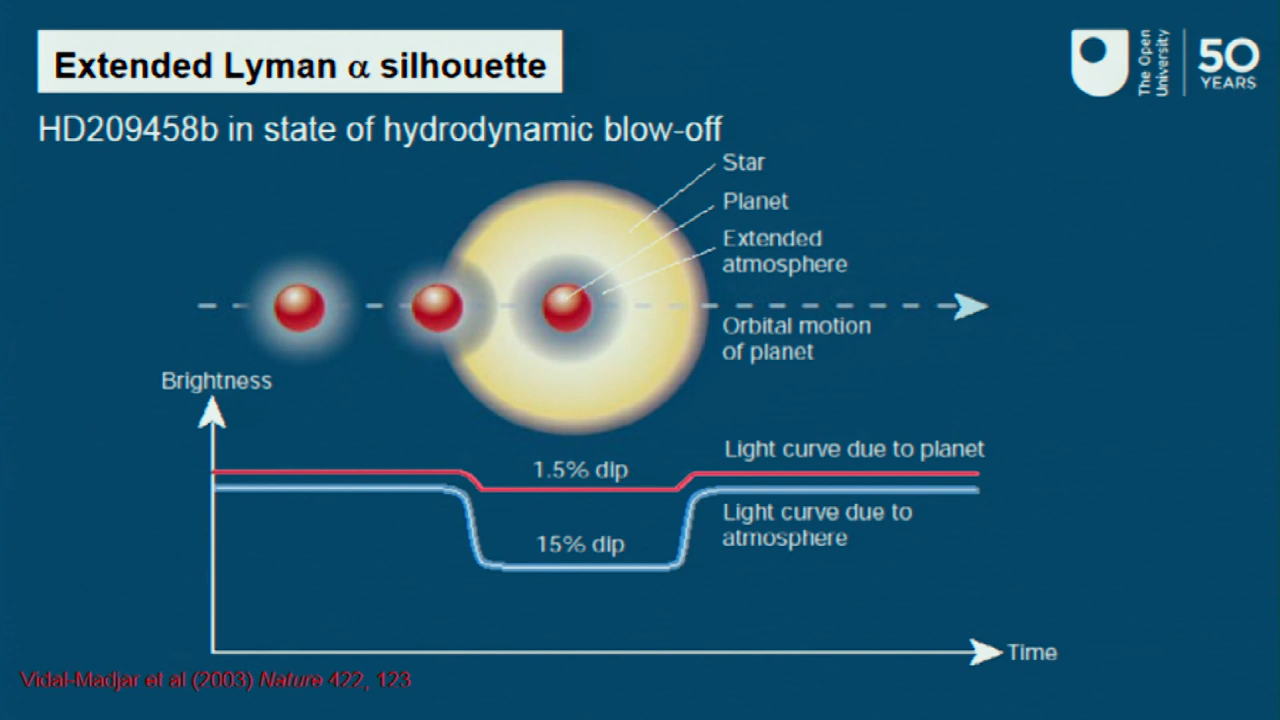 Extended Lyman α silhouette
The Open
University
50
YEARS
HD209458b in state of hydrodynamic blow-off
Star
Planet
Extended
atmosphere
Orbital motion
of planet
Brightness
Light curve due to planet
1.5% dip
Light curve due to
atmosphere
15% dip
Time
Vidal-Madjar et al (2003) Nature 422, 123